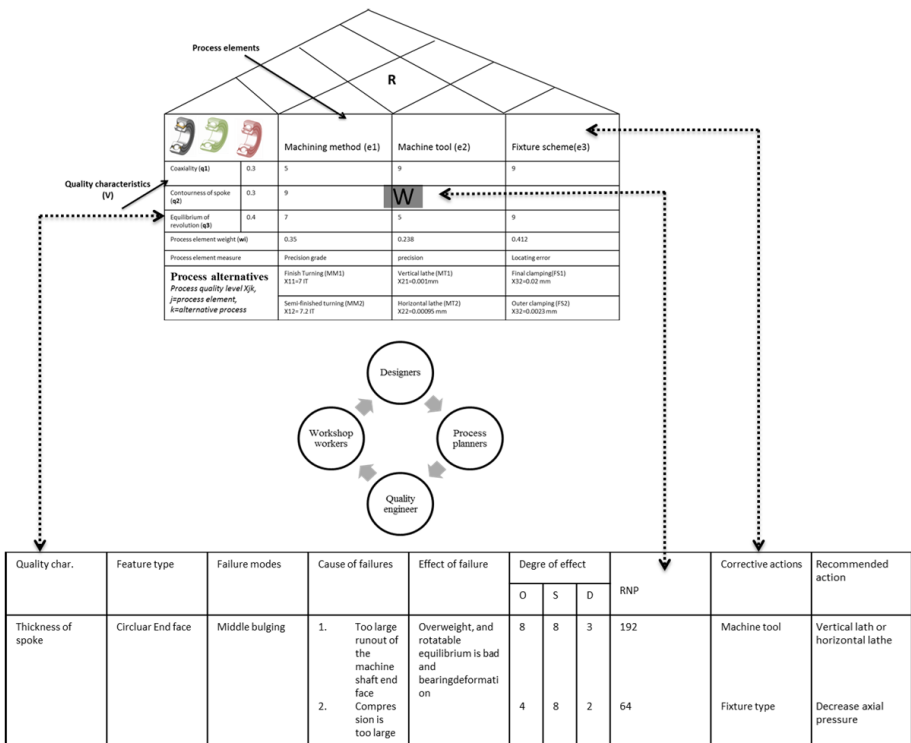 Process elements
R
Machining method (e1)
Machine tool (e2)
Fixture scheme(e3)
Quality characteristics
(V)
Coaxiality (q1)
0.3
5
9
9
Contourness of spoke
(q2)
0.3
9
W
Equilibrium of
revolution (q3)
0.4
7
5
9
Process element weight (wi)
0.35
0.238
0.412
Process element measure
Precision grade
precision
Locating error
Process alternatives
Process quality level Xjk,
j=process element,
k=alternative process
Finish Turning (MM1)
X11=7 IT
Vertical lathe (MT1)
X21=0.001mm
Final clamping(FS1)
X32=0.02 mm
Semi-finished turning (MM2)
X12= 7.2 IT
Horizontal lathe (MT2)
X22=0.00095 mm
Outer clamping (FS2)
X32=0.0023 mm
Designers
Workshop
workers
Process
planners
Quality
engineer
Quality char.
Feature type
Failure modes
Cause of failures
Effect of failure
Degre of effect
O
S
D
RNP
Corrective actions
Recommended
action
Thickness of
spoke
Circluar End face
Middle bulging
1. Too large
runout of
the
machine
shaft end
face
2. Compres
sion is
too large
Overweight, and
rotatable
equilibrium is bad
and
bearingdeformati
on
8
8
3
192
Machine tool
Vertical lath or
horizontal lathe
4
8
2
64
Fixture type
Decrease axial
pressure